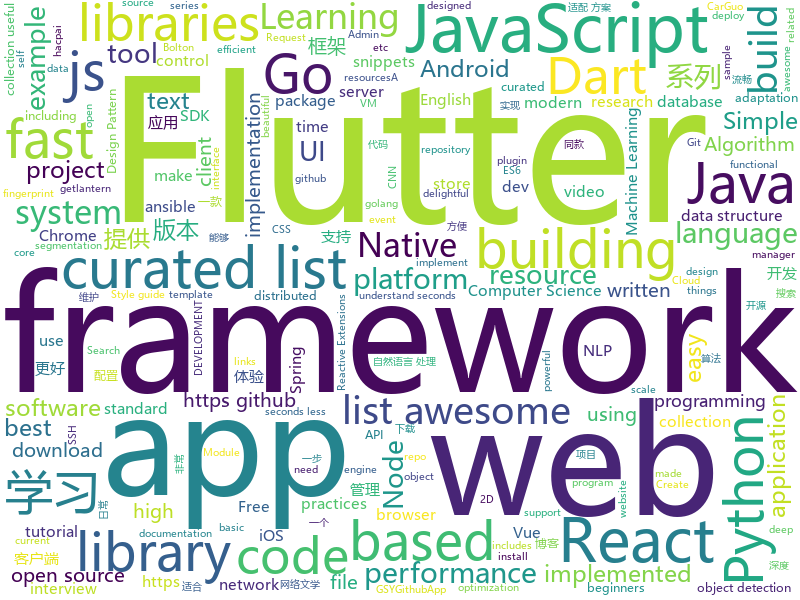 source series
resources
libraries
Learning
框架
snippets
control
Request
Admin
Bolton
efficient
etc
resourcesA
JavaScript
designed
appropriate
适配 方案
CarGuo
deploy
hacpai
build
awesome related
流畅
sample
collection useful
self
data
example
js
tool
text
SDK
package
server
Go
Android
curated
English
modern
实现
Dart
系列
research
database
adaptation
fast
including
open
Design Pattern
应用
client
interface
fingerprint
make
implementation
beautiful
time
UI
github
VM
代码
CNN
golang
repository
delightful
event
方便
store
dev
plugin
ES6
video
同款
Git
functional
Machine Learning
Simple
Algorithm
Java
data structure
language
manager
Flutter
project
getlantern
ansible
system
提供
版本
Chrome
一款
能够
CSS
支持
Native
implement
core
segmentation
curated list
distributed
platform
building
resource
understand seconds
Computer Science
written
design
things
Cloud
开发
开源
搜索
维护
Style guide
template
framework
use
更好
Search
配置
links
体验
DEVELOPMENT
Spring
Reactive Extensions
自然语言 处理
powerful
NLP
scale
easy
算法
software
standard
https github
seconds less
list awesome
using
programming
collection
best
download
SSH
非常
Module
一步
need
engine
app
API
管理
下载
repo
object
Node
web
2D
项目
program
made
Create
website
Python
application
学习
high
自由
Free
practices
一个
browser
support
tutorial
documentation
basic
iOS
library
code
based
React
Vue
includes
博客
implemented
deep
客户端
current
open source
interview
https
适合
network
网络文学
file
performance
GSYGithubApp
optimization
install
beginners
object detection
深度